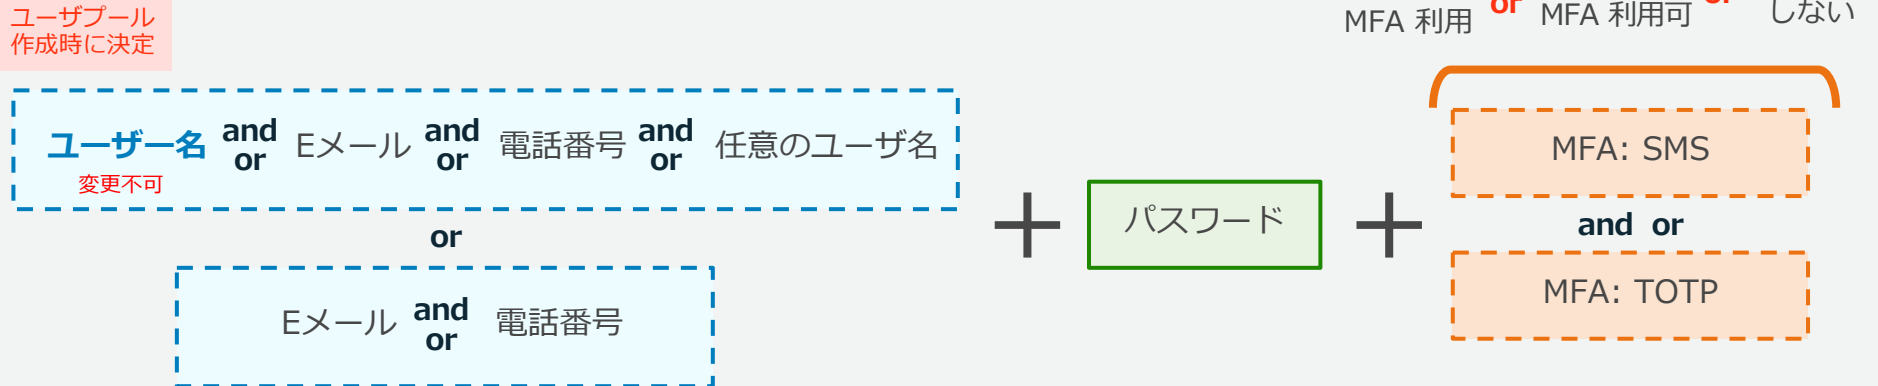 ユーザプール
作成時に決定
MFA 利用 or MFA 利用可 or しない
ユーザー名 and or Eメール and or 電話番号 and or 任意のユーザ名
変更不可
or
Eメール and or 電話番号
+
パスワード
+
MFA: SMS
and or
MFA: TOTP